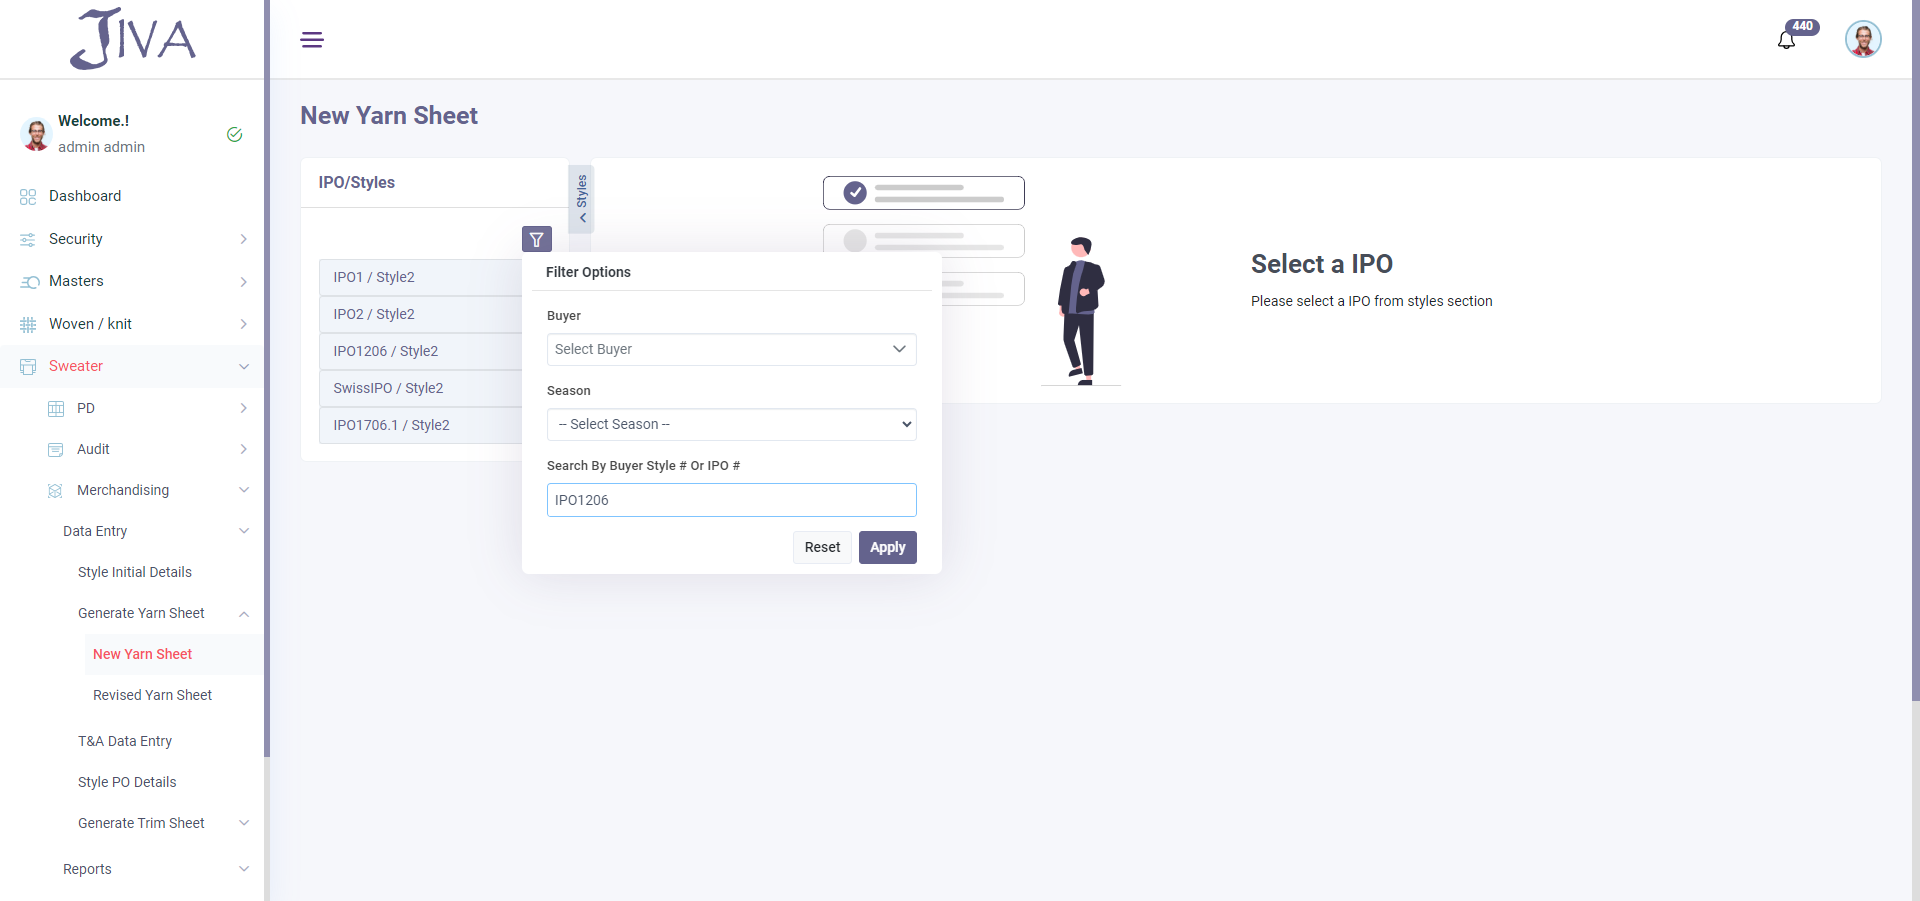 JIVA
440
Welcome.!
admin admin
Dashboard
Security
Masters
Woven / knit
Sweater
PD
Audit
Merchandising
Data Entry
Style Initial Details
Generate Yarn Sheet
New Yarn Sheet
Revised Yarn Sheet
T&A Data Entry
Style PO Details
Generate Trim Sheet
Reports
New Yarn Sheet
IPO/Styles
Styles
IPO1 / Style2
IPO2 / Style2
IPO1206 / Style2
SwissIPO / Style2
IPO1706.1 / Style2
Filter Options
Buyer
Select Buyer
Season
-- Select Season --
Search By Buyer Style # Or IPO #
IPO1206
Reset
Apply
Select a IPO
Please select a IPO from styles section